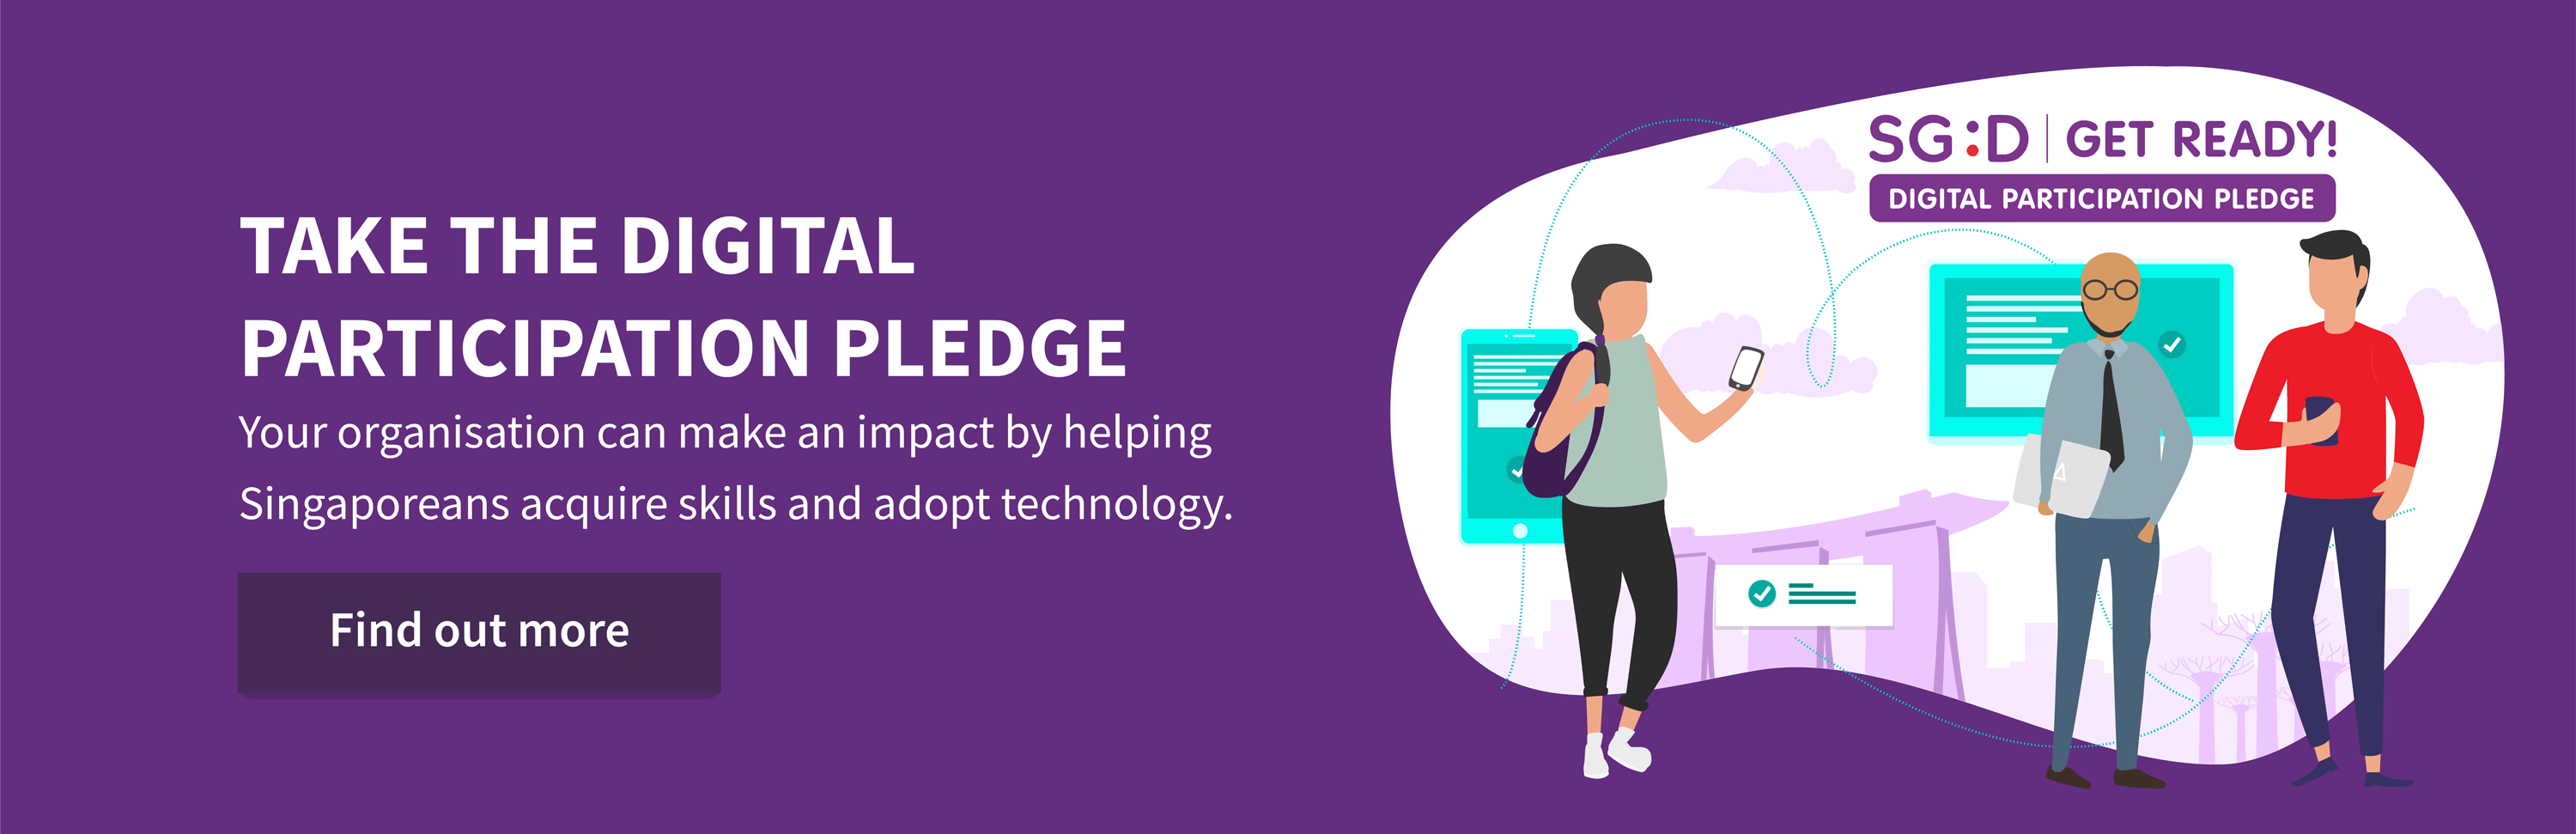 TAKE THE DIGITAL
PARTICIPATION PLEDGE
Your organisation can make an impact by helping
Singaporeans acquire skills and adopt technology.
Find out more
SG:D | GET READY!
DIGITAL PARTICIPATION PLEDGE